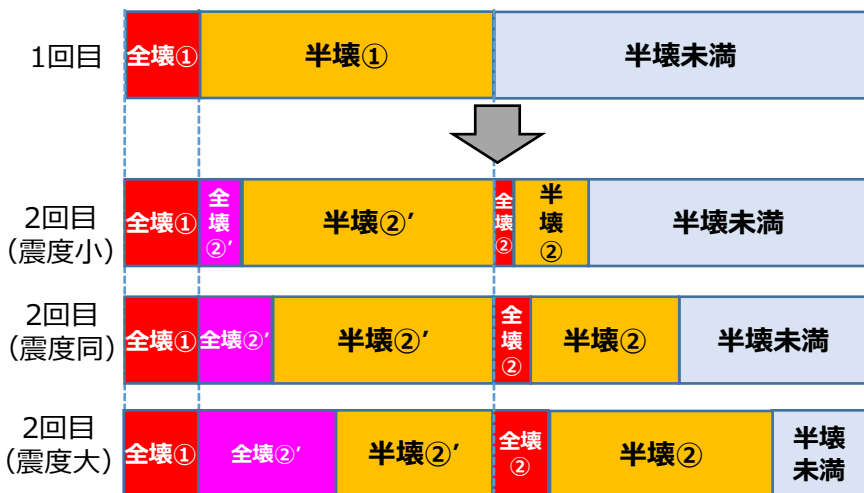 1回目
全壊①
半壊①
半壊未満
2回目
(震度小)
全壊①
全
壊
②’
半壊②’
全
壊
②
半
壊
②
半壊未満
2回目
(震度同)
全壊①
全壊②’
半壊②’
全
壊
②
半壊②
半壊未満
2回目
(震度大)
全壊①
全壊②’
半壊②’
全壊
②
半壊②
半壊
未満